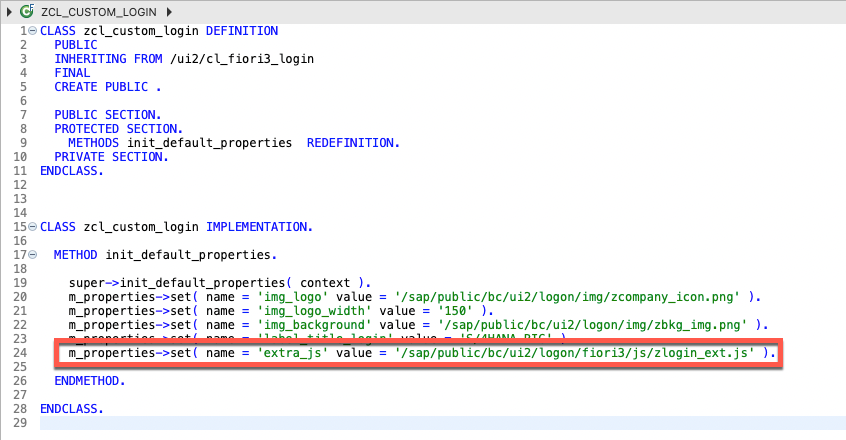 ZCL_CUSTOM_LOGIN
1 CLASS zcl_custom_login DEFINITION
2 PUBLIC
3 INHERITING FROM /ui2/cl_fiori3_login
4 FINAL
5 CREATE PUBLIC .
6
7 PUBLIC SECTION.
8 PROTECTED SECTION.
9 METHODS init_default_properties REDEFINITION.
10 PRIVATE SECTION.
11 ENDCLASS.
12
13
14
15 CLASS zcl_custom_login IMPLEMENTATION.
16
17 METHOD init_default_properties.
18
19 super->init_default_properties( context ).
20 m_properties->set( name = 'img_logo' value = '/sap/public/bc/ui2/logon/img/zcompany_icon.png' ).
21 m_properties->set( name = 'img_logo_width' value = '150' ).
22 m_properties->set( name = 'img_background' value = '/sap/public/bc/ui2/logon/img/zbkg_img.png' ).
23 m_properties->set( name = 'label_title_login' value =
24 m_properties->set( name = 'extra_js' value = '/sap/public/bc/ui2/logon/fiori3/js/zlogin_ext.js' ).
25
26 ENDMETHOD.
27
28 ENDCLASS.
29